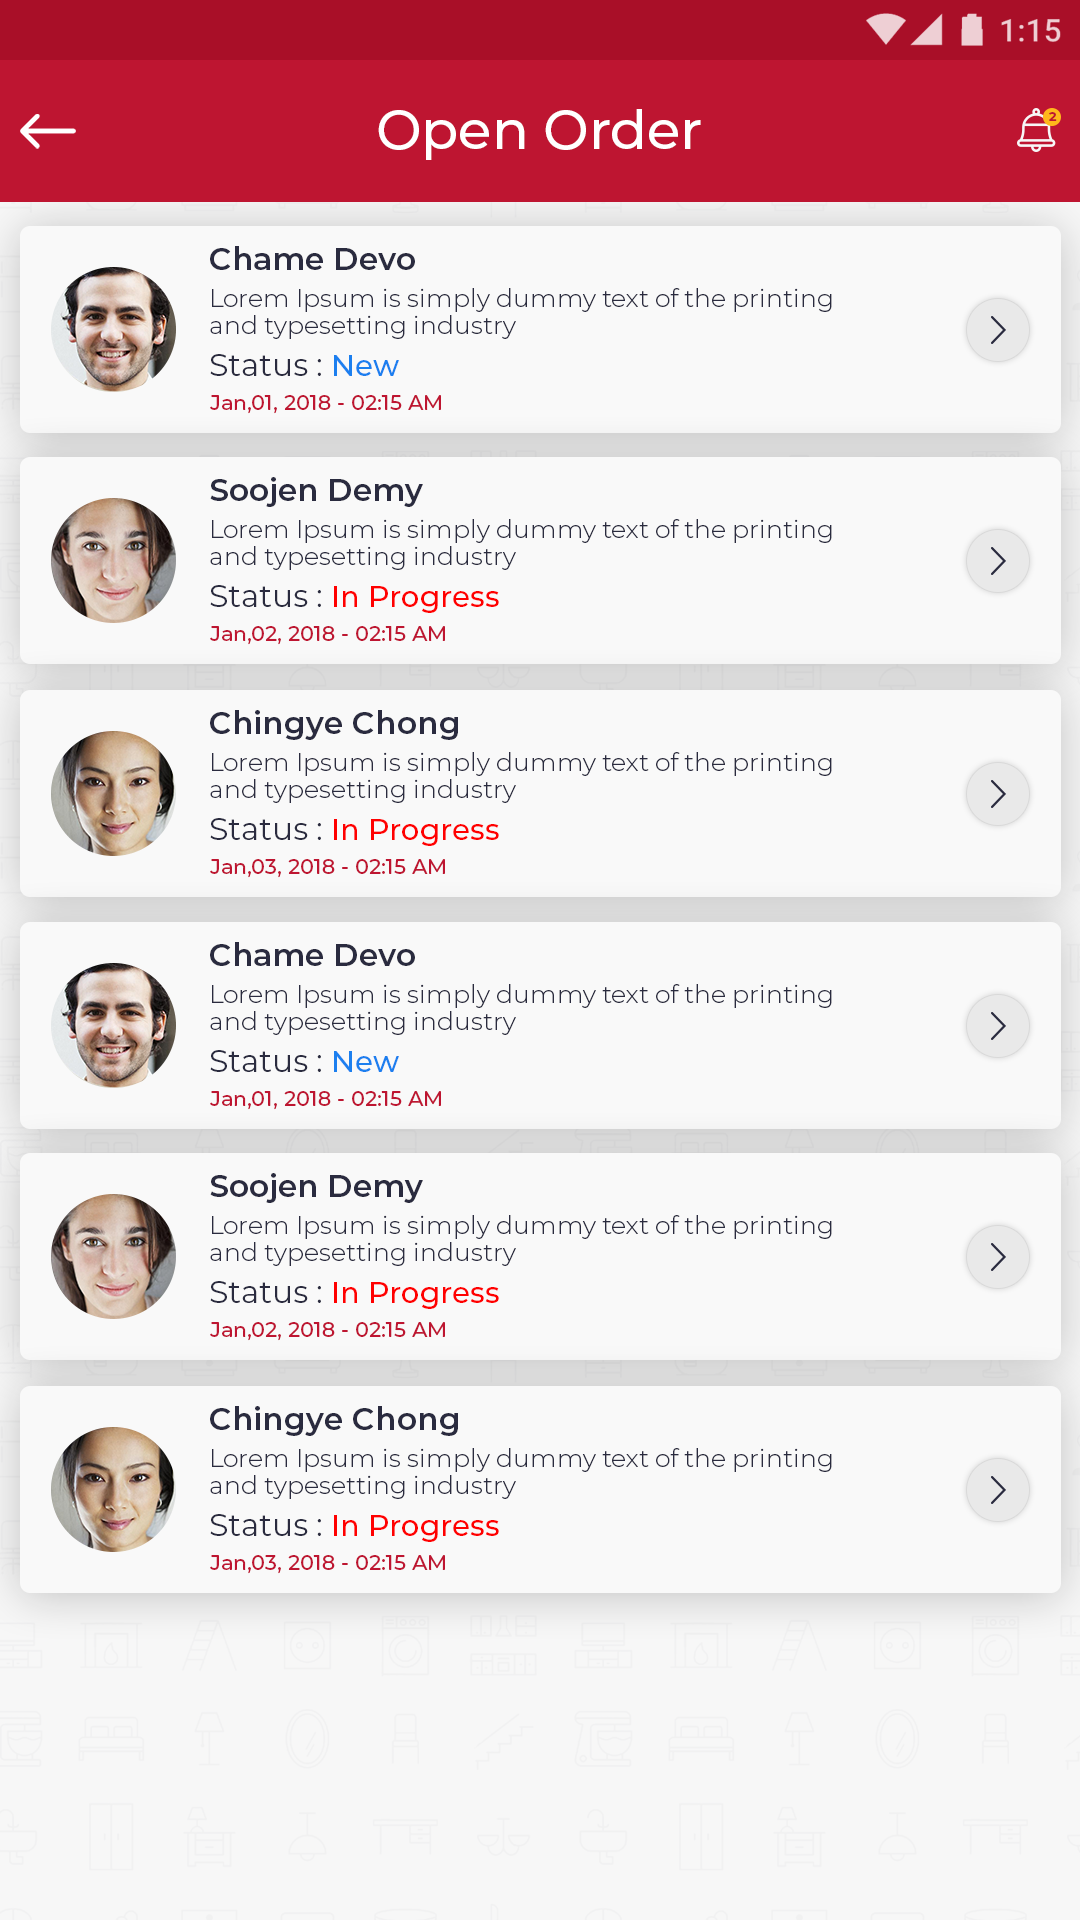 1:15
Open Order
2
Chame Devo
Lorem Ipsum is simply dummy text of the printing
and typesetting industry
Status : New
Jan,01, 2018 - 02:15 AM
Soojen Demy
Lorem Ipsum is simply dummy text of the printing
and typesetting industry
Status : In Progress
Jan,02, 2018 - 02:15 AM
Chingye Chong
Lorem Ipsum is simply dummy text of the printing
and typesetting industry
Status : In Progress
Jan,03, 2018 - 02:15 AM
Chame Devo
Lorem Ipsum is simply dummy text of the printing
and typesetting industry
Status : New
Jan,01, 2018 - 02:15 AM
Soojen Demy
Lorem Ipsum is simply dummy text of the printing
and typesetting industry
Status : In Progress
Jan,02, 2018 - 02:15 AM
Chingye Chong
Lorem Ipsum is simply dummy text of the printing
and typesetting industry
Status : In Progress
Jan,03, 2018 - 02:15 AM